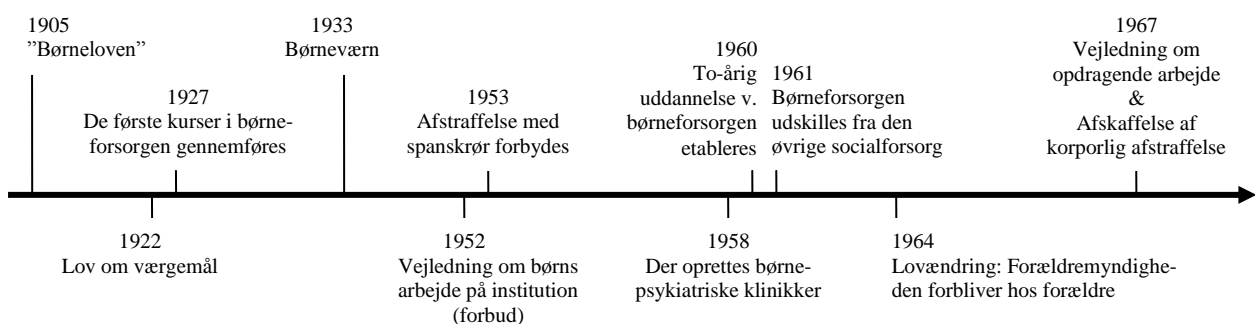 1905
”Børneloven”
1927
De første kurser i børne-
forsorgen gennemføres
1933
Børneværn
1953
Afstraffelse med
spanskrør forbydes
1960
To-årig
uddannelse v.
børneforsorgen
etableres
1961
Børneforsorgen
udskilles fra den
øvrige socialforsorg
1967
Vejledning om
opdragende arbejde
&
Afskaffelse af
korporlig afstraffelse
1922
Lov om værgemål
1952
Vejledning om børns
arbejde på institution
(forbud)
1958
Der oprettes børne-
psykiatriske klinikker
1964
Lovændring: Forældremyndighe-
den forbliver hos forældre